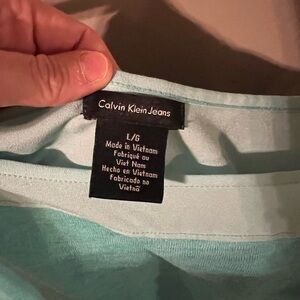 Calvin Klein Jeans
L/G
Made in Vietnam
Fabriqué au
Viet Nam
Hecho en Vietnam
Fabricado no
Vietnã